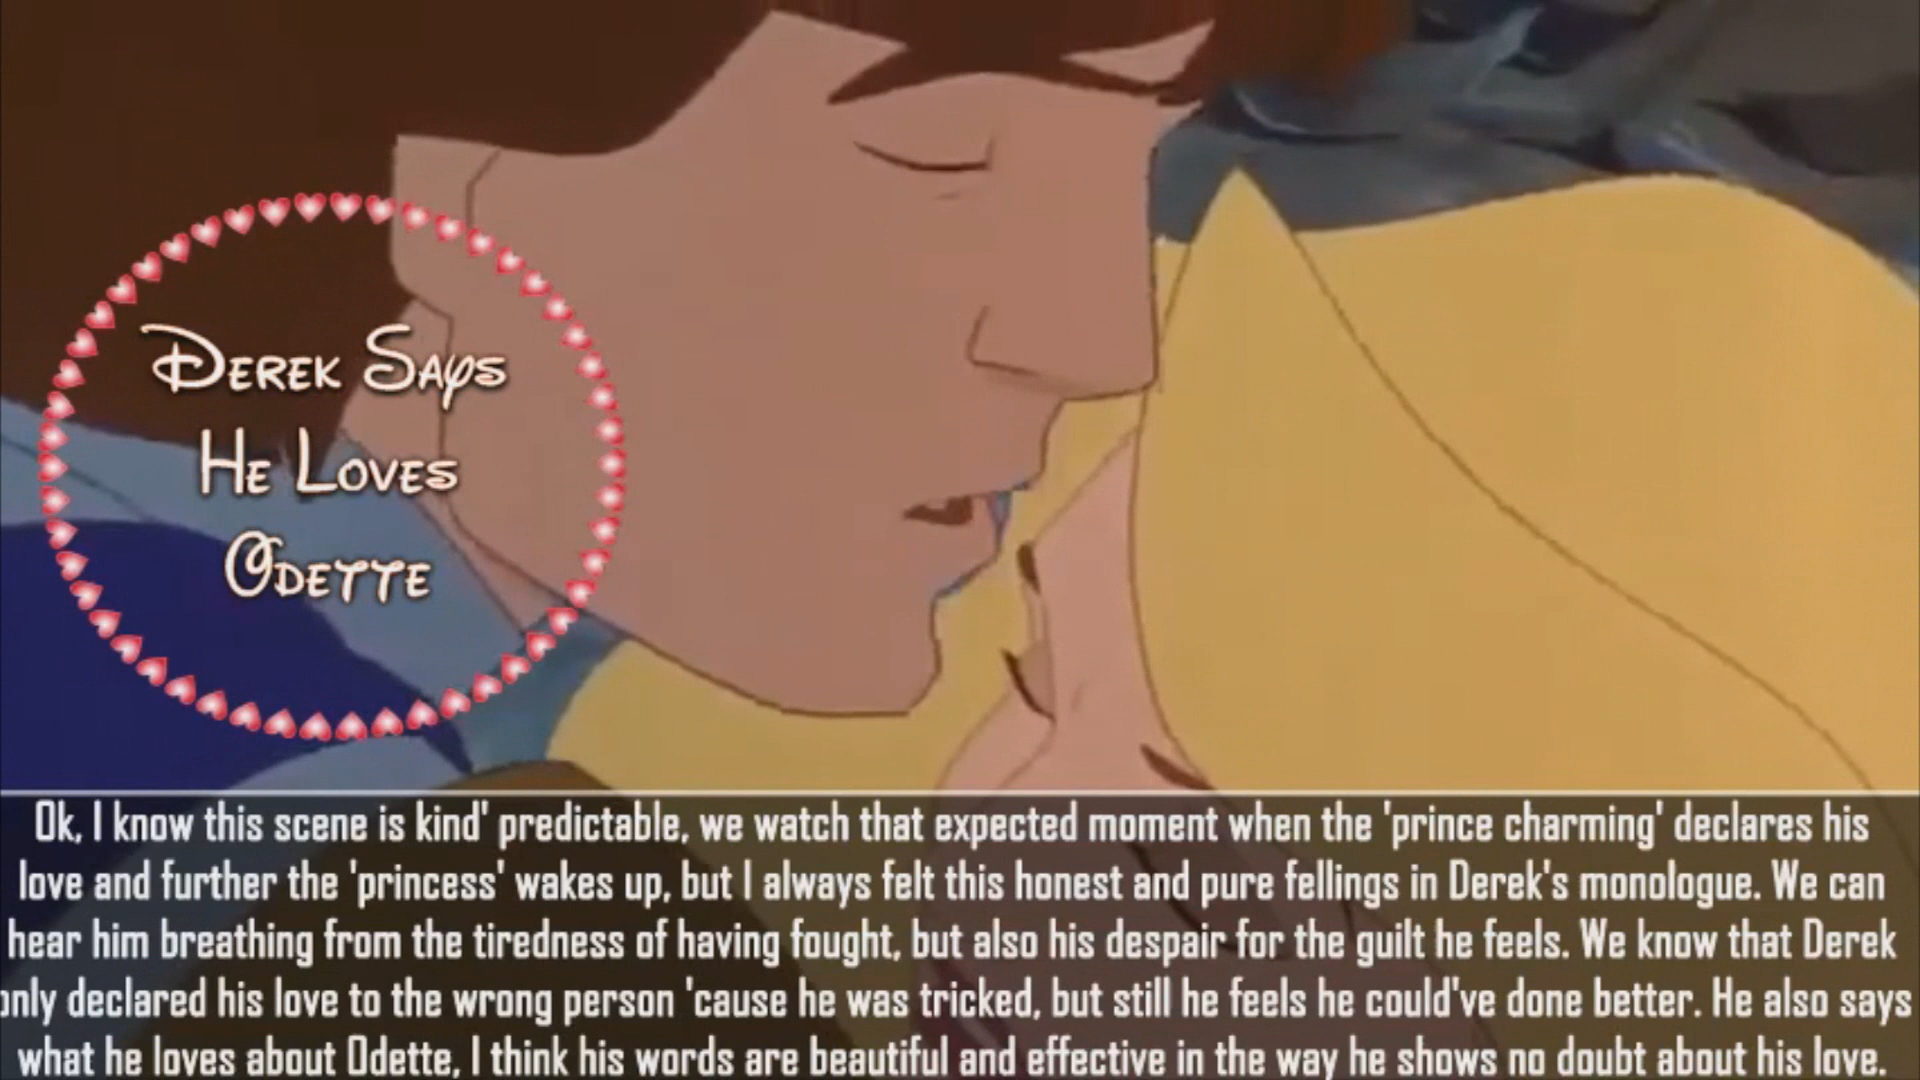 Derek Says
He Loves
Odette
Ok, I know this scene is kind' predictable, we watch that expected moment when the 'prince charming' declares his
love and further the 'princess' wakes up, but I always felt this honest and pure fellings in Derek's monologue. We can
hear him breathing from the tiredness of having fought, but also his despair for the guilt he feels. We know that Derek
only declared his love to the wrong person 'cause he was tricked, but still he feels he could've done better. He also says
what he loves about Odette, I think his words are beautiful and effective in the way he shows no doubt about his love.